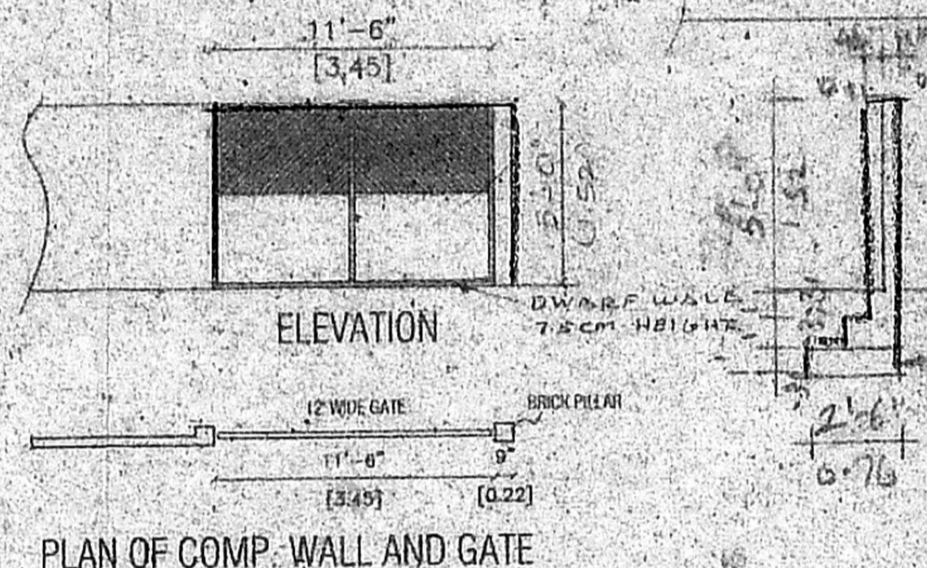 11'-6"
[3,45]
5'-0"
(1.52)
5'-0"
1.52
DWARF WALL
7.5CM HEIGHT
ELEVATION
12' WIDE GATE
BRICK PILLAR
11'-6"
9"
[3.45]
[0.22]
2'-6"
0.76
PLAN OF COMP. WALL AND GATE